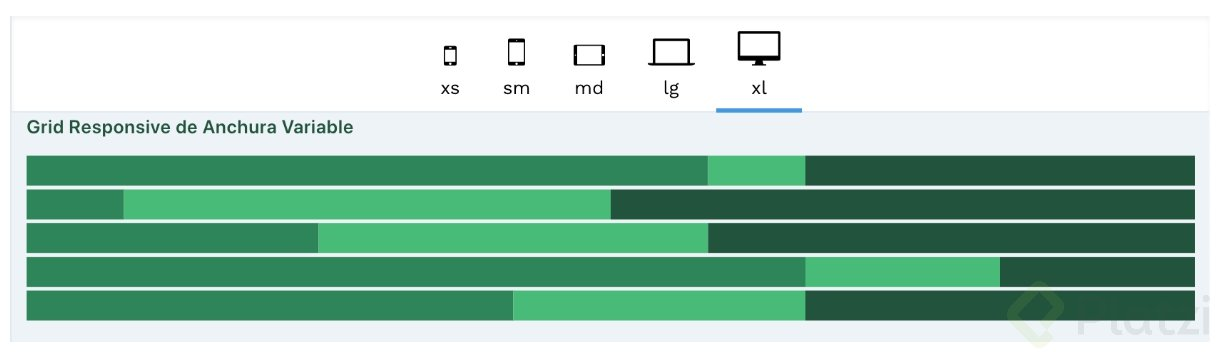 xs
sm
md
lg
xl
Grid Responsive de Anchura Variable
Platzi